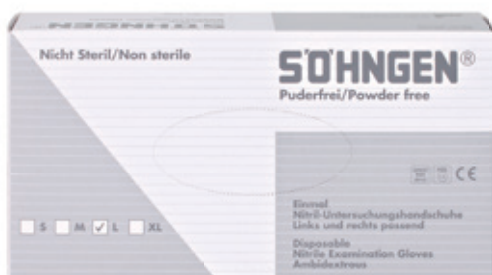 SÖHNGEN
Nicht Steril/Non sterile
SÖHNGEN®
Puderfrei/Powder free
CE
S M L XL
Einmal
Nitril-Untersuchungshandschuhe
Links und rechts passend
Disposable
Nitrile Examination Gloves
Ambidextrous